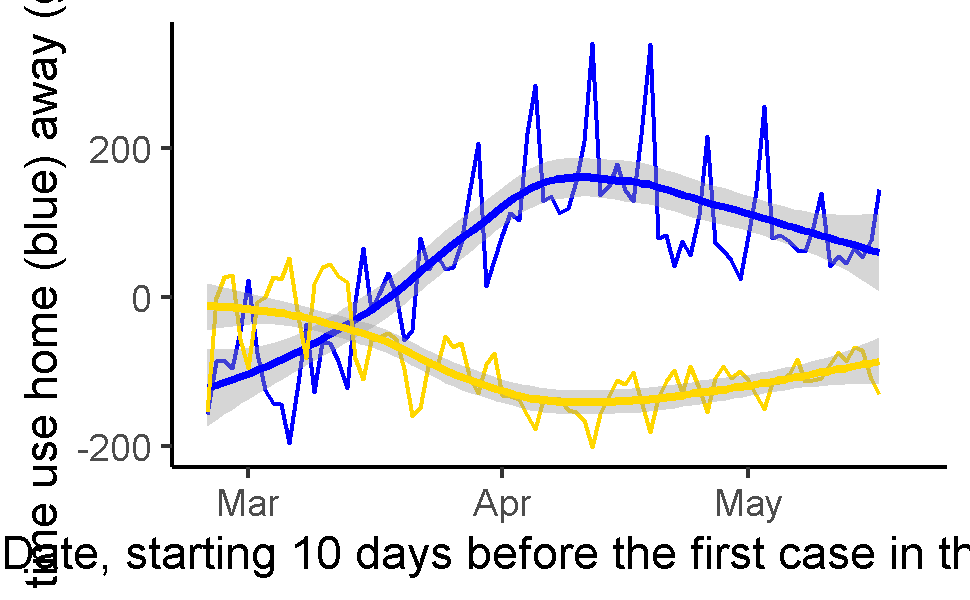 time use home (blue) away (
200
0
-200
Mar Apr May
Date, starting 10 days before the first case in th